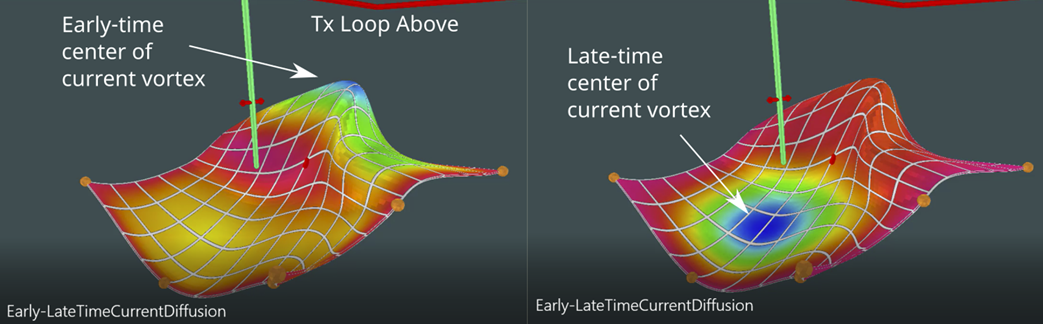 Early-time
center of
current vortex
Tx Loop Above
Early-LateTimeCurrentDiffusion
Late-time
center of
current vortex
Early-LateTimeCurrentDiffusion